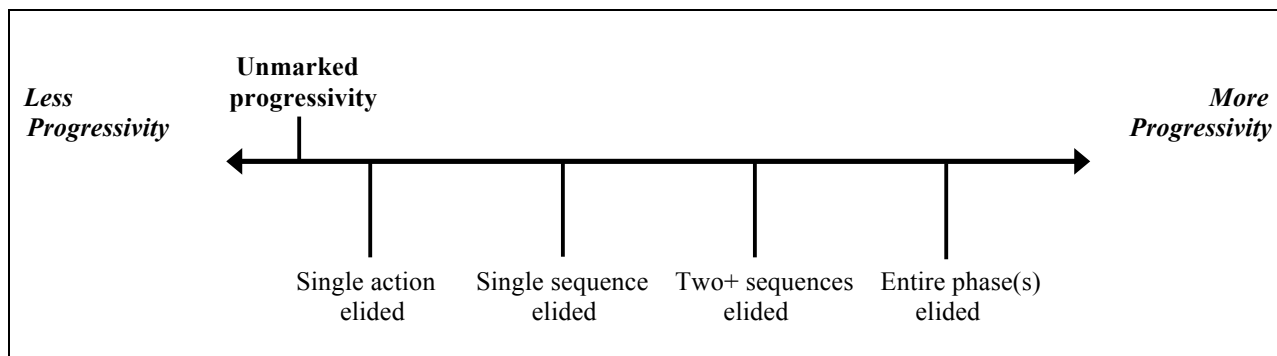 Unmarked
progressivity
Less
Progressivity
More
Progressivity
Single action
elided
Single sequence
elided
Two+ sequences
elided
Entire phase(s)
elided